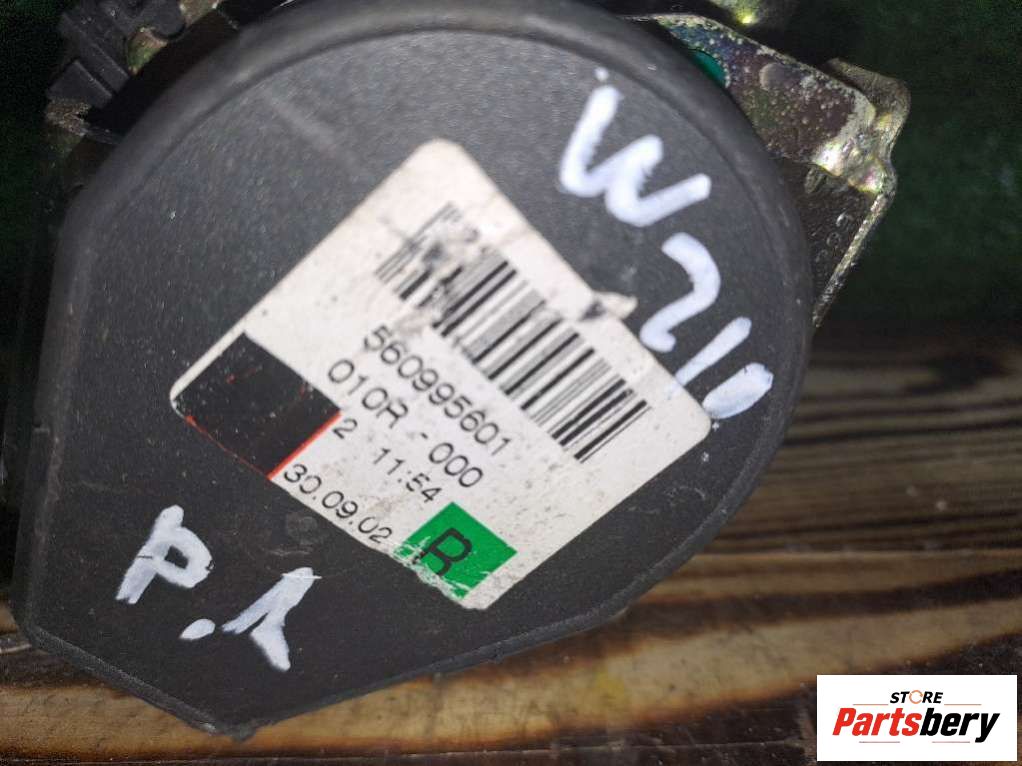 W210
560995601
010R - 000
2 11:54
30.09.02
R
P.1
STORE
Partsbery